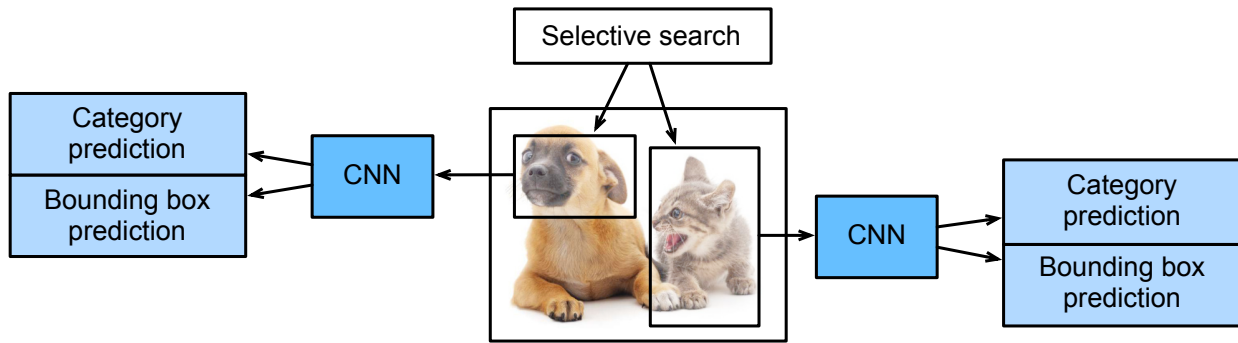 Selective search
Category
prediction
CNN
Bounding box
prediction
Category
prediction
CNN
Bounding box
prediction